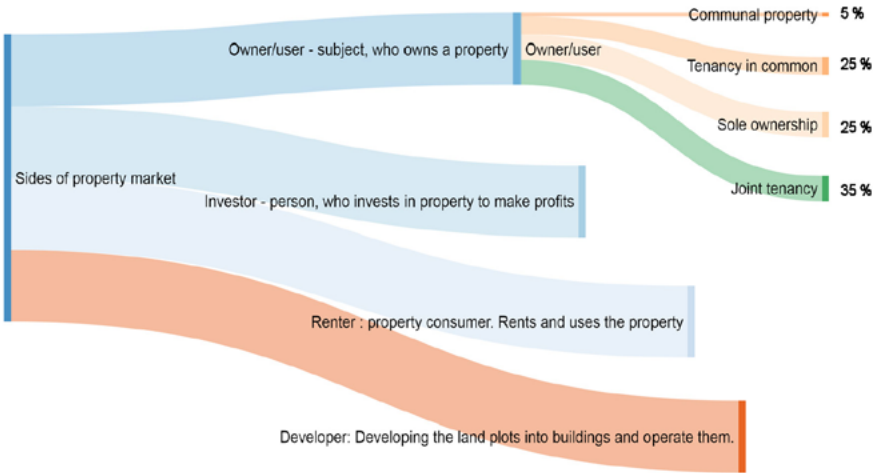 Communal property 5 %
Owner/user - subject, who owns a property
Owner/user
Tenancy in common 25 %
Sole ownership 25 %
Sides of property market
Joint tenancy 35 %
Investor - person, who invests in property to make profits
Renter : property consumer. Rents and uses the property
Developer: Developing the land plots into buildings and operate them.